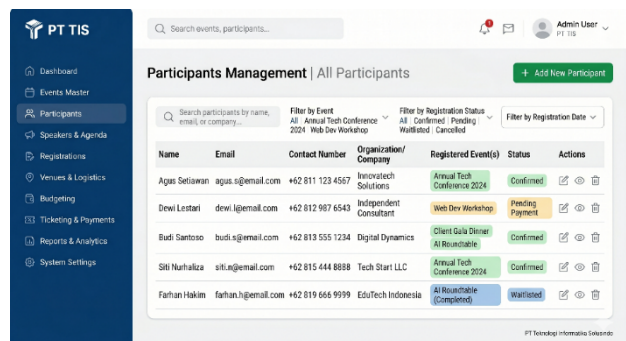 PT TIS
Search events, participants...
Admin User
PT TIS
Dashboard
Events Master
Participants
Speakers & Agenda
Registrations
Venues & Logistics
Budgeting
Ticketing & Payments
Reports & Analytics
System Settings
Participants Management | All Participants
+ Add New Participant
Search participants by name,
email, or company...
Filter by Event
All | Annual Tech Conference
2024 Web Dev Workshop
Filter by Registration Status
All | Confirmed | Pending |
Waitlisted | Cancelled
Filter by Registration Date
Name Email Contact Number Organization/
Company Registered Event(s) Status Actions
Agus Setiawan agus.s@email.com +62 811 123 4567 Innovatech
Solutions Annual Tech
Conference 2024 Confirmed
Dewi Lestari dewi.l@email.com +62 812 987 6543 Independent
Consultant Web Dev Workshop Pending
Payment
Budi Santoso budi.s@email.com +62 813 555 1234 Digital Dynamics Client Gala Dinner
AI Roundtable Confirmed
Siti Nurhaliza siti.n@email.com +62 815 444 8888 Tech Start LLC Annual Tech
Conference 2024 Confirmed
Farhan Hakim farhan.h@email.com +62 819 666 9999 EduTech Indonesia AI Roundtable
(Completed) Waitlisted
PT Teknologi Informatika Solusindo